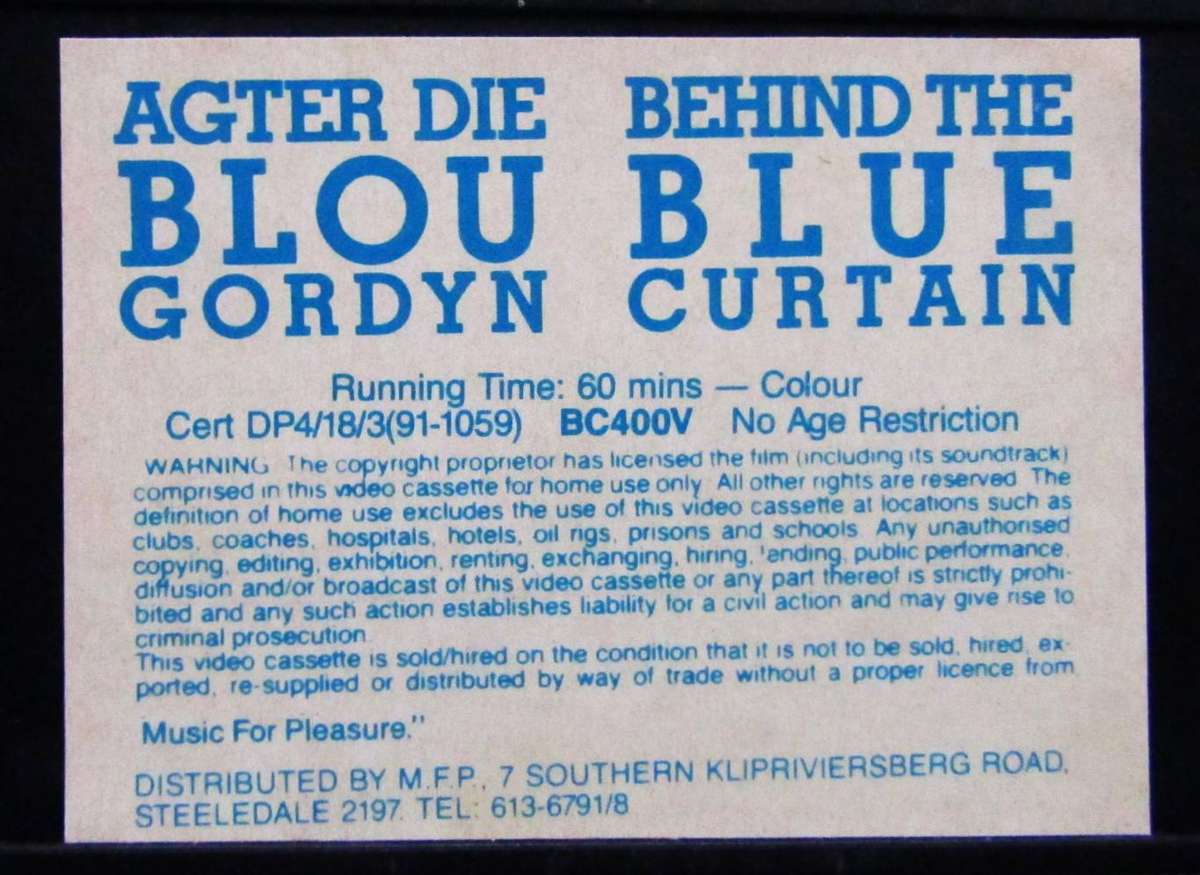 AGTER DIE
BLOU
GORDYN
BEHIND THE
BLUE
CURTAIN
Running Time: 60 mins — Colour
Cert DP4/18/3(91-1059) BC400V No Age Restriction
WARNING The copyright proprietor has licensed the film (including its soundtrack)
comprised in this video cassette for home use only. All other rights are reserved. The
definition of home use excludes the use of this video cassette at locations such as
clubs, coaches, hospitals, hotels, oil rigs, prisons and schools. Any unauthorised
copying, editing, exhibition, renting, exchanging, hiring, lending, public performance,
diffusion and/or broadcast of this video cassette or any part thereof is strictly prohi-
bited and any such action establishes liability for a civil action and may give rise to
criminal prosecution.
This video cassette is sold/hired on the condition that it is not to be sold, hired, ex-
ported, re-supplied or distributed by way of trade without a proper licence from
Music For Pleasure."
DISTRIBUTED BY M.F.P., 7 SOUTHERN KLIPRIVIERSBERG ROAD,
STEELEDALE 2197. TEL: 613-6791/8